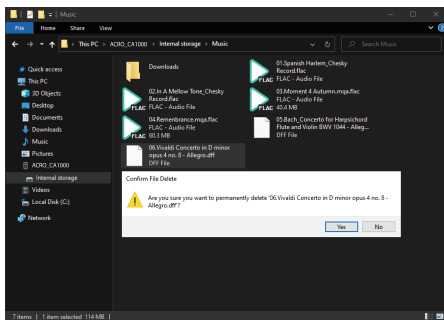 Music
File Home Share View
This PC › ACRO_CA1000 › Internal storage › Music
Search Music
Quick access
This PC
3D Objects
Desktop
Documents
Downloads
Music
Pictures
ACRO_CA1000
Internal storage
Videos
Local Disk (C:)
Network
Downloads
01.Spanish Harlem_Chesky
Record.flac
FLAC - Audio File
FLAC
02.In A Mellow Tone_Chesky
Record.flac
FLAC - Audio File
FLAC
03.Moment 4 Autumn.mqa.flac
FLAC - Audio File
FLAC 40.4 MB
04.Remembrance.mqa.flac
FLAC - Audio File
FLAC 60.3 MB
05.Bach_Concerto for Harpsichord
Flute and Violin BWV 1044 - Alleg...
DFF File
06.Vivaldi Concerto in D minor
opus 4 no. 8 - Allegro.dff
DFF File
Confirm File Delete
Are you sure you want to permanently delete '06.Vivaldi Concerto in D minor opus 4 no. 8 -
Allegro.dff'?
Yes No
7 items 1 item selected 114 MB